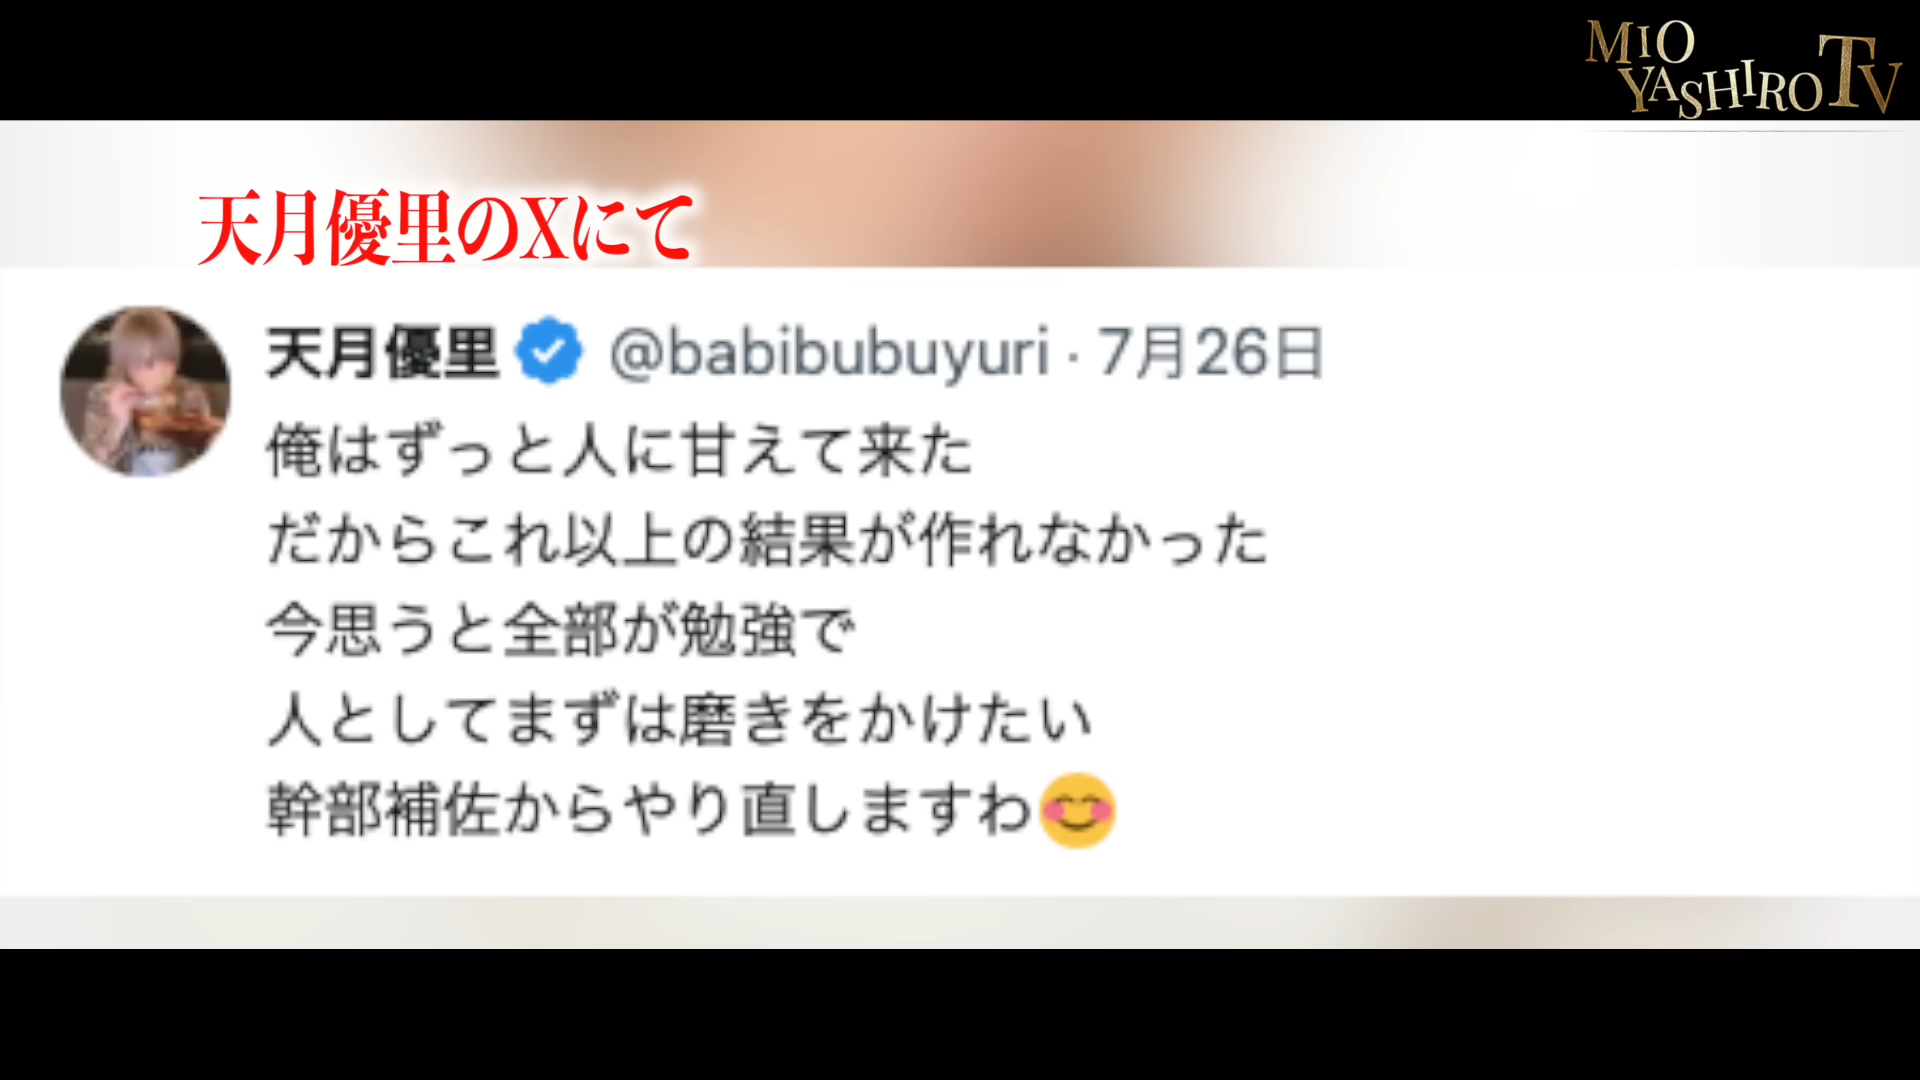 MIO
YASHIRO TV
天月優里のXにて
天月優里 @babibubuyuri · 7月26日
俺はずっと人に甘えて来た
だからこれ以上の結果が作れなかった
今思うと全部が勉強で
人としてまずは磨きをかけたい
幹部補佐からやり直しますわ😊